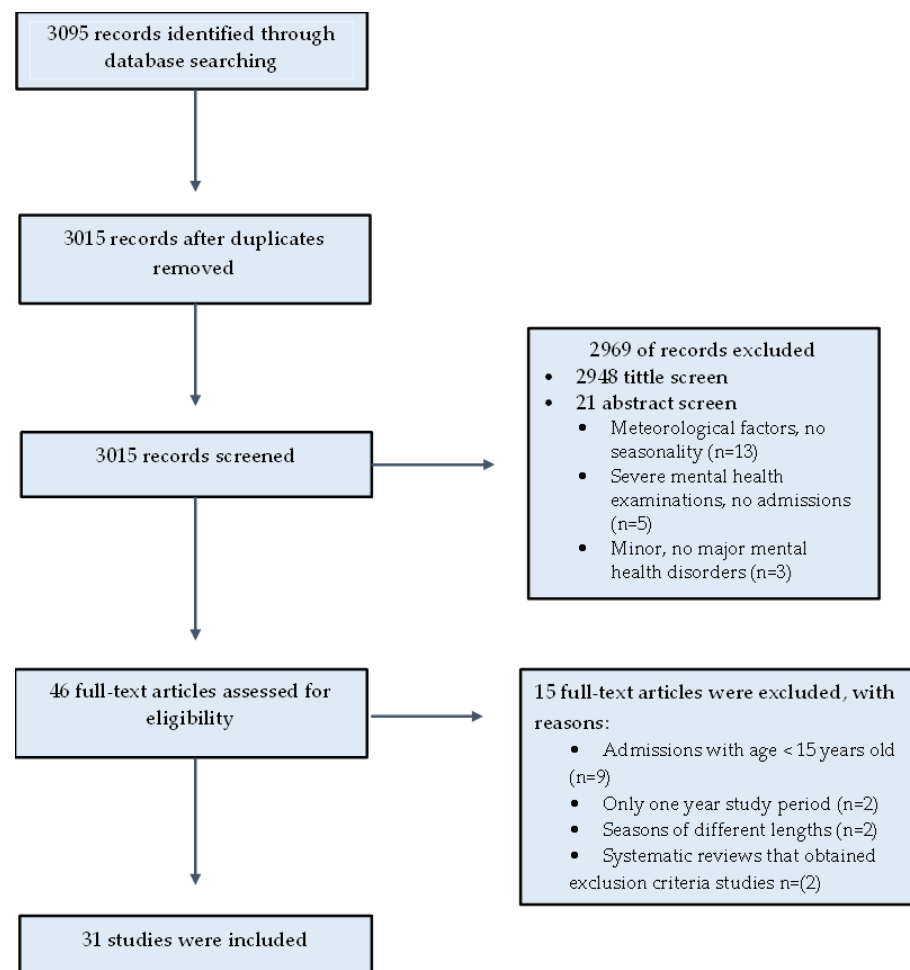 3095 records identified through
database searching
3015 records after duplicates
removed
2969 of records excluded
• 2948 tittle screen
• 21 abstract screen
• Meteorological factors, no
seasonality (n=13)
• Severe mental health
examinations, no admissions
(n=5)
• Minor, no major mental
health disorders (n=3)
3015 records screened
46 full-text articles assessed for
eligibility
15 full-text articles were excluded, with
reasons:
• Admissions with age < 15 years old
(n=9)
• Only one year study period (n=2)
• Seasons of different lengths (n=2)
• Systematic reviews that obtained
exclusion criteria studies n=(2)
31 studies were included